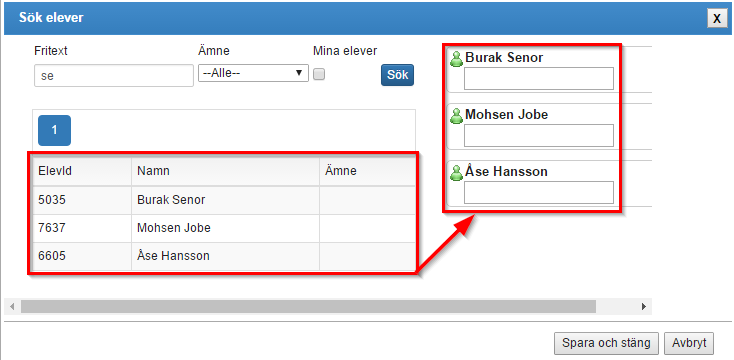 Sök elever
X
Fritext Ämne Mina elever
se --Alle-- Sök
1
ElevId Namn Ämne
5035 Burak Senor
7637 Mohsen Jobe
6605 Åse Hansson
Burak Senor
Mohsen Jobe
Åse Hansson
Spara och stäng Avbryt